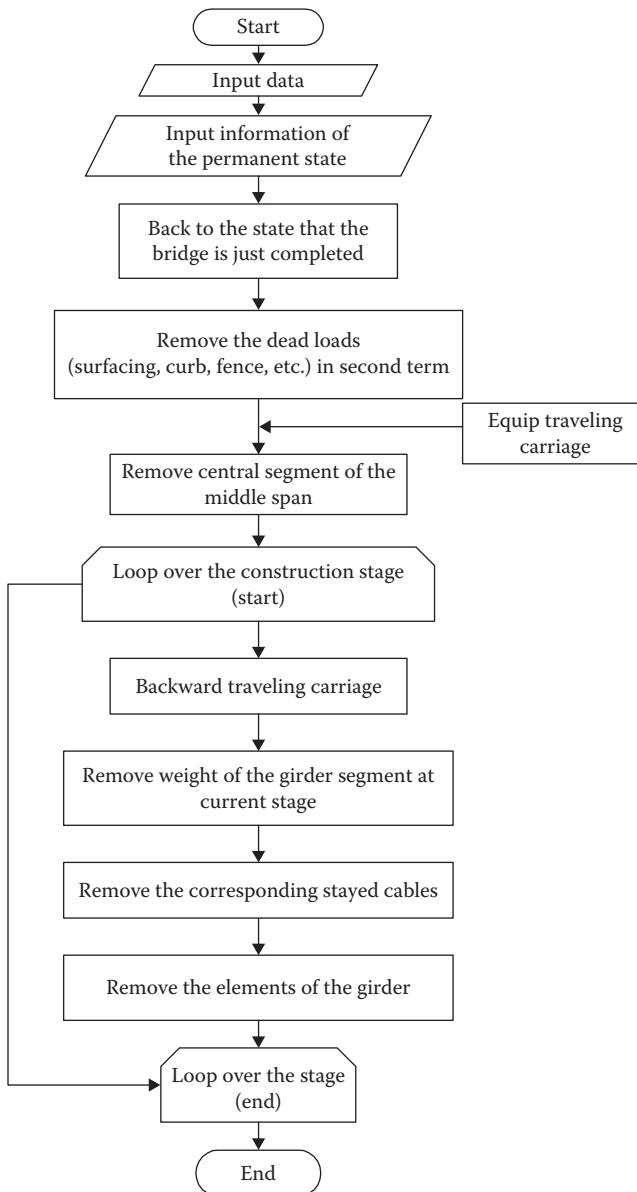 Start
Input data
Input information of
the permanent state
Back to the state that the
bridge is just completed
Remove the dead loads
(surfacing, curb, fence, etc.) in second term
Equip traveling
carriage
Remove central segment of the
middle span
Loop over the construction stage
(start)
Backward traveling carriage
Remove weight of the girder segment at
current stage
Remove the corresponding stayed cables
Remove the elements of the girder
Loop over the stage
(end)
End